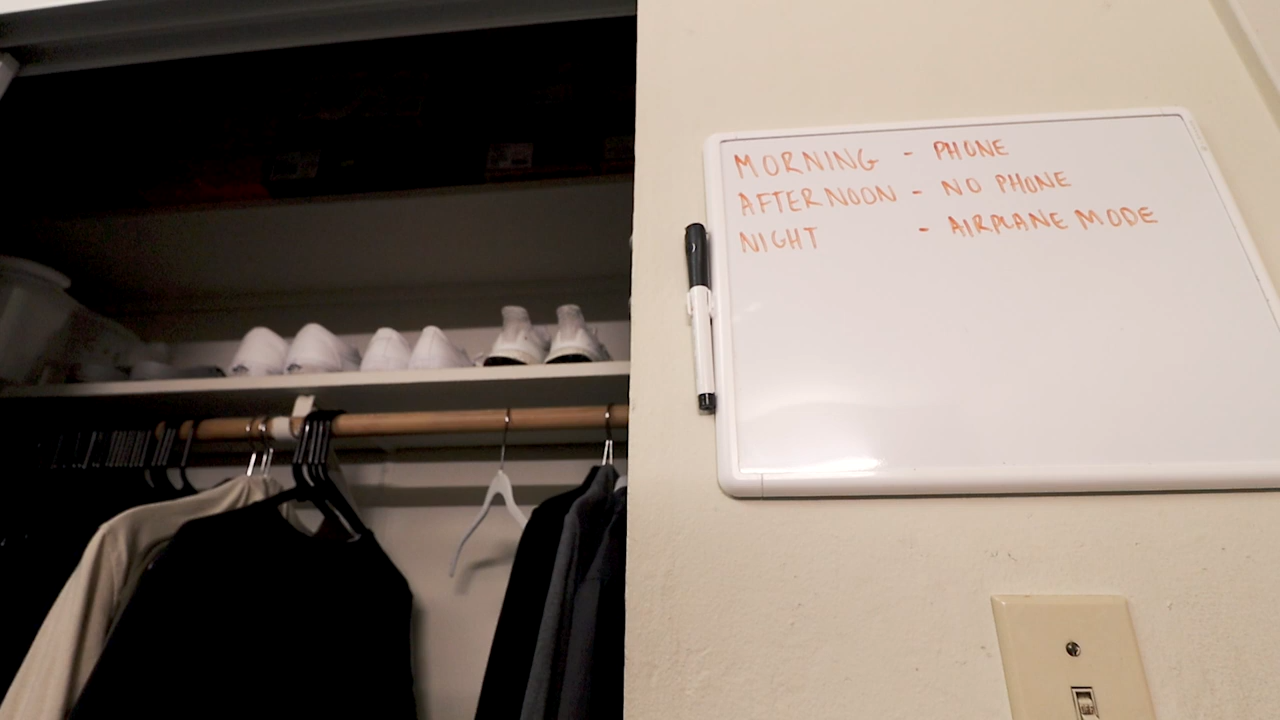 MORNING - PHONE
AFTERNOON - NO PHONE
NIGHT - AIRPLANE MODE